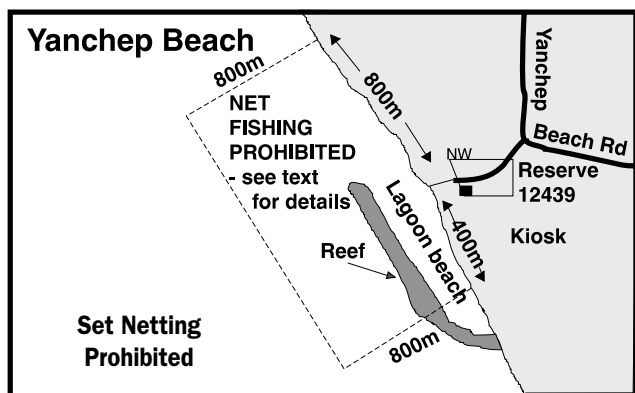 Yanchep Beach
800m
800m
NET
FISHING
PROHIBITED
- see text
for details
Yanchep
Beach Rd
NW
Reserve
12439
Lagoon beach
400m
Kiosk
Reef
800m
Set Netting
Prohibited